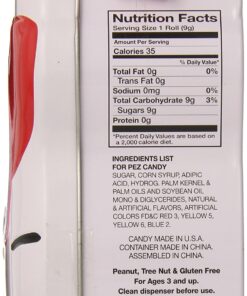 Nutrition Facts
Serving Size 1 Roll (9g)
Amount Per Serving
Calories 35
% Daily Value*
Total Fat 0g 0%
Trans Fat 0g
Sodium 0mg 0%
Total Carbohydrate 9g 3%
Sugars 9g
Protein 0g
*Percent Daily Values are based on
a 2,000 calorie diet.
INGREDIENTS LIST
FOR PEZ CANDY
SUGAR, CORN SYRUP, ADIPIC
ACID, HYDROG. PALM KERNEL &
PALM OILS AND SOYBEAN OIL,
MONO & DIGLYCERIDES, NATURAL
& ARTIFICIAL FLAVORS, ARTIFICIAL
COLORS FD&C RED 3, YELLOW 5,
YELLOW 6, BLUE 2.
CANDY MADE IN U.S.A.
CONTAINER MADE IN CHINA.
ASSEMBLED IN CHINA.
Peanut, Tree Nut & Gluten Free
For Ages 3 and up.
Clean dispenser before use.